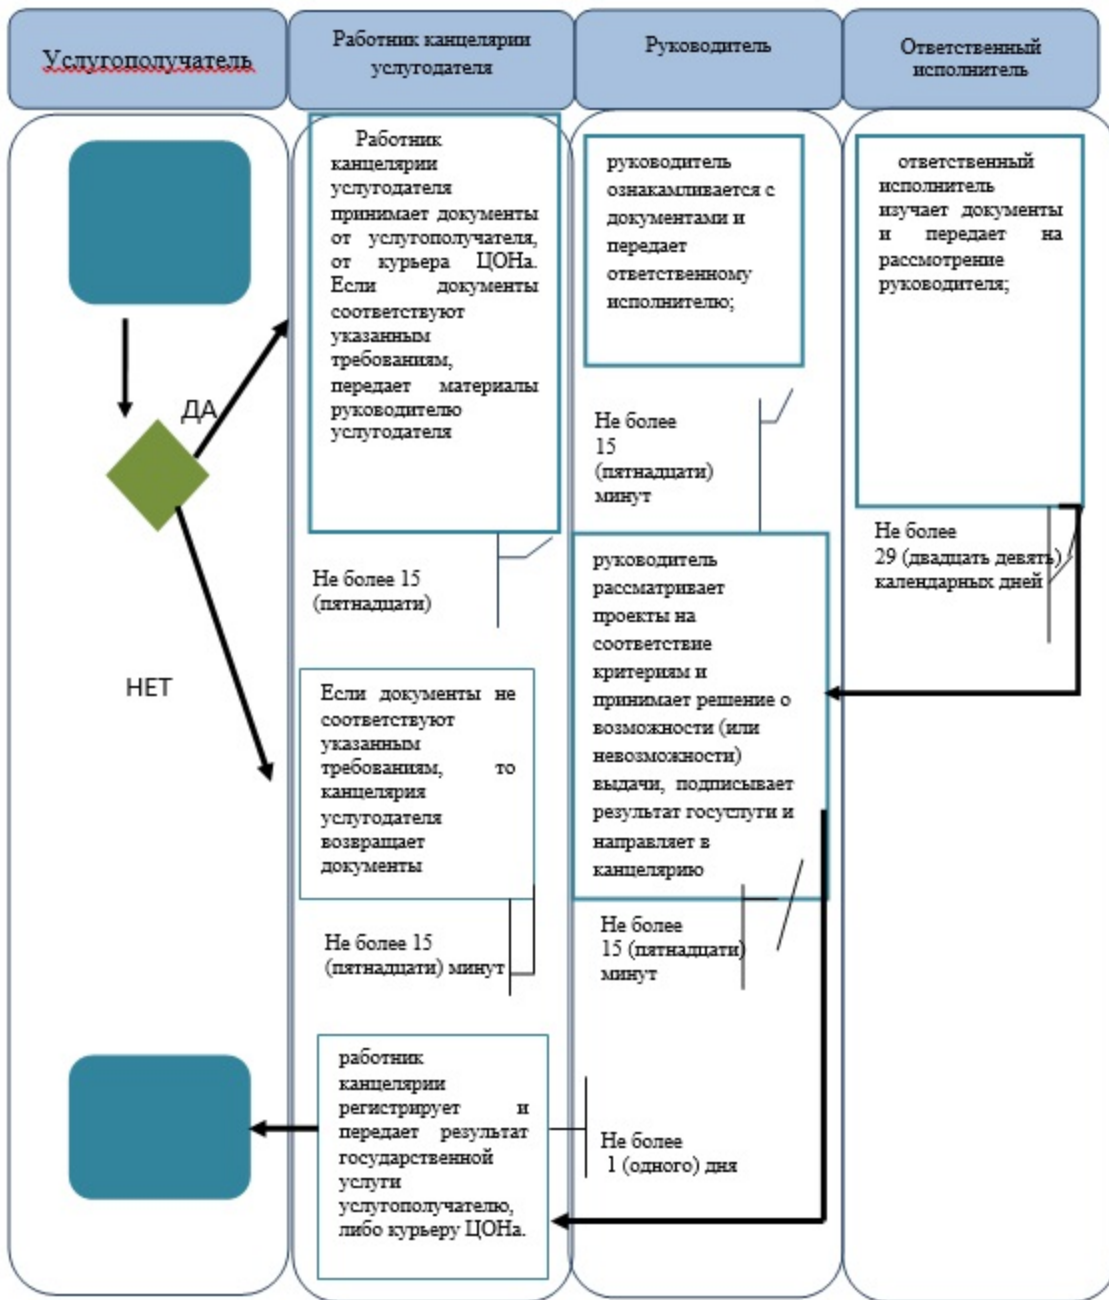 Услугополучатель
Работник канцелярии
услугодателя
Руководитель
Ответственный
исполнитель
Работник
канцелярии
услугодателя
принимает документы
от услугополучателя,
от курьера ЦОНа.
Если документы
соответствуют
указанным
требованиям,
передает материалы
руководителю
услугодателя
руководитель
ознакамливается с
документами и
передает
ответственному
исполнителю;
ответственный
исполнитель
изучает документы
и передает на
рассмотрение
руководителя;
ДА
Не более
15
(пятнадцати)
минут
Не более 15
(пятнадцати)
Не более
29 (двадцать девять)
календарных дней
руководитель
рассматривает
проекты на
соответствие
критериям и
принимает решение о
возможности (или
невозможности)
выдачи, подписывает
результат госуслуги и
направляет в
канцелярию
НЕТ
Если документы не
соответствуют
указанным
требованиям, то
канцелярия
услугодателя
возвращает
документы
Не более 15
(пятнадцати) минут
Не более
15 (пятнадцати)
минут
работник
канцелярии
регистрирует и
передает результат
государственной
услуги
услугополучателю,
либо курьеру ЦОНа.
Не более
1 (одного) дня